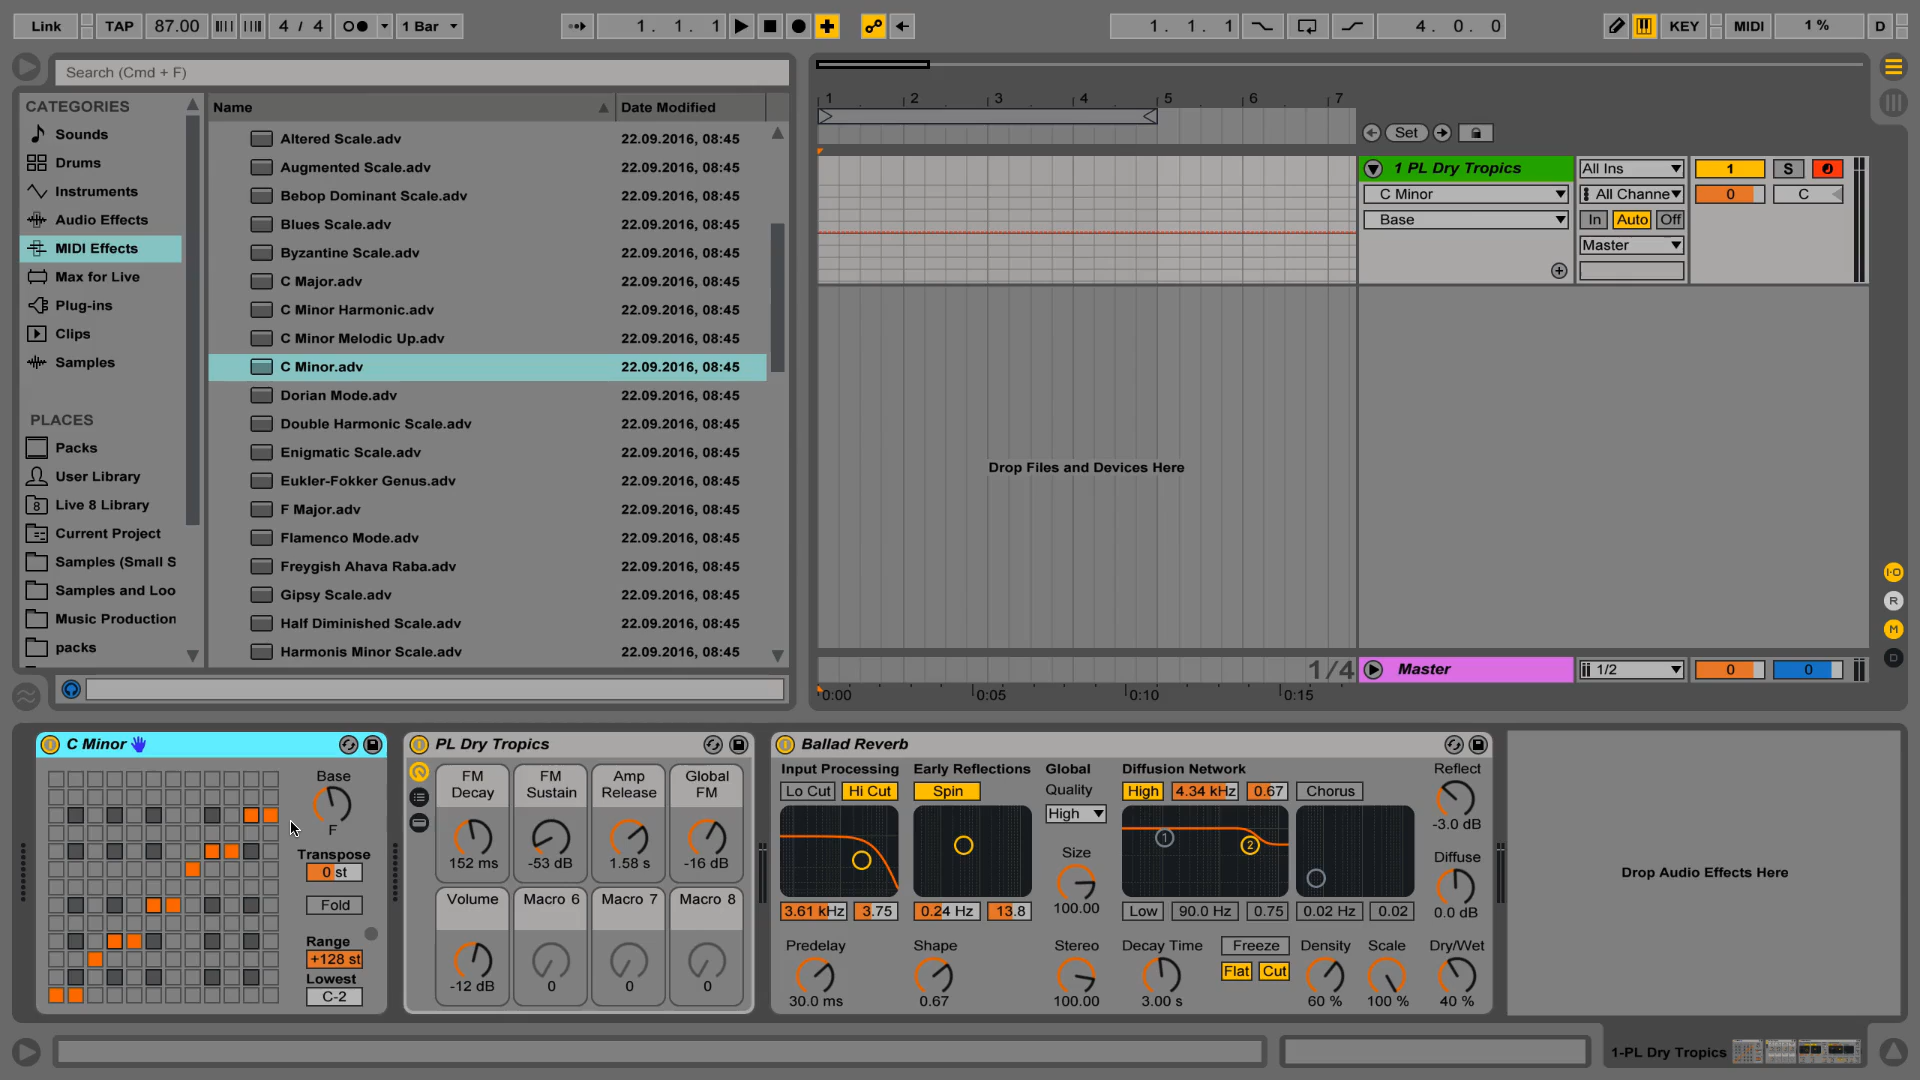 Link TAP 87.00 4 / 4 1 Bar 1. 1. 1 1. 1. 1 4. 0. 0 KEY MIDI 1 % D
Search (Cmd + F)
CATEGORIES
Sounds
Drums
Instruments
Audio Effects
MIDI Effects
Max for Live
Plug-ins
Clips
Samples
PLACES
Packs
User Library
8 Live 8 Library
Current Project
Samples (Small S
Samples and Loo
Music Production
packs
Name Date Modified
Altered Scale.adv 22.09.2016, 08:45
Augmented Scale.adv 22.09.2016, 08:45
Bebop Dominant Scale.adv 22.09.2016, 08:45
Blues Scale.adv 22.09.2016, 08:45
Byzantine Scale.adv 22.09.2016, 08:45
C Major.adv 22.09.2016, 08:45
C Minor Harmonic.adv 22.09.2016, 08:45
C Minor Melodic Up.adv 22.09.2016, 08:45
C Minor.adv 22.09.2016, 08:45
Dorian Mode.adv 22.09.2016, 08:45
Double Harmonic Scale.adv 22.09.2016, 08:45
Enigmatic Scale.adv 22.09.2016, 08:45
Eukler-Fokker Genus.adv 22.09.2016, 08:45
F Major.adv 22.09.2016, 08:45
Flamenco Mode.adv 22.09.2016, 08:45
Freygish Ahava Raba.adv 22.09.2016, 08:45
Gipsy Scale.adv 22.09.2016, 08:45
Half Diminished Scale.adv 22.09.2016, 08:45
Harmonis Minor Scale.adv 22.09.2016, 08:45
1 2 3 4 5 6 7
Set
1 PL Dry Tropics All Ins 1 S
C Minor All Channe 0 C
Base In Auto Off
Master
Drop Files and Devices Here
I·O
R
M
D
1/4 Master 1/2 0 0
0:00 0:05 0:10 0:15
C Minor
Base
F
Transpose
0 st
Fold
Range
+128 st
Lowest
C-2
PL Dry Tropics
FM Decay FM Sustain Amp Release Global FM
152 ms -53 dB 1.58 s -16 dB
Volume Macro 6 Macro 7 Macro 8
-12 dB 0 0 0
Ballad Reverb
Input Processing Early Reflections Global Diffusion Network Reflect
Lo Cut Hi Cut Spin Quality High 4.34 kHz 0.67 Chorus
High
1 2
-3.0 dB
Size Diffuse
100.00
3.61 kHz 3.75 0.24 Hz 13.8 Low 90.0 Hz 0.75 0.02 Hz 0.02 0.0 dB
Predelay Shape Stereo Decay Time Freeze Density Scale Dry/Wet
Flat Cut
30.0 ms 0.67 100.00 3.00 s 60 % 100 % 40 %
Drop Audio Effects Here
1-PL Dry Tropics